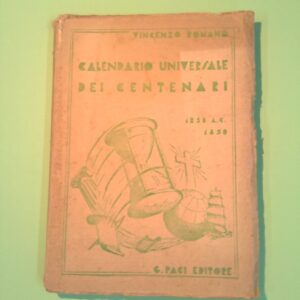 VINCENZO ROMANO
CALENDARIO UNIVERSALE
DEI CENTENARI
G. PACI EDITORE